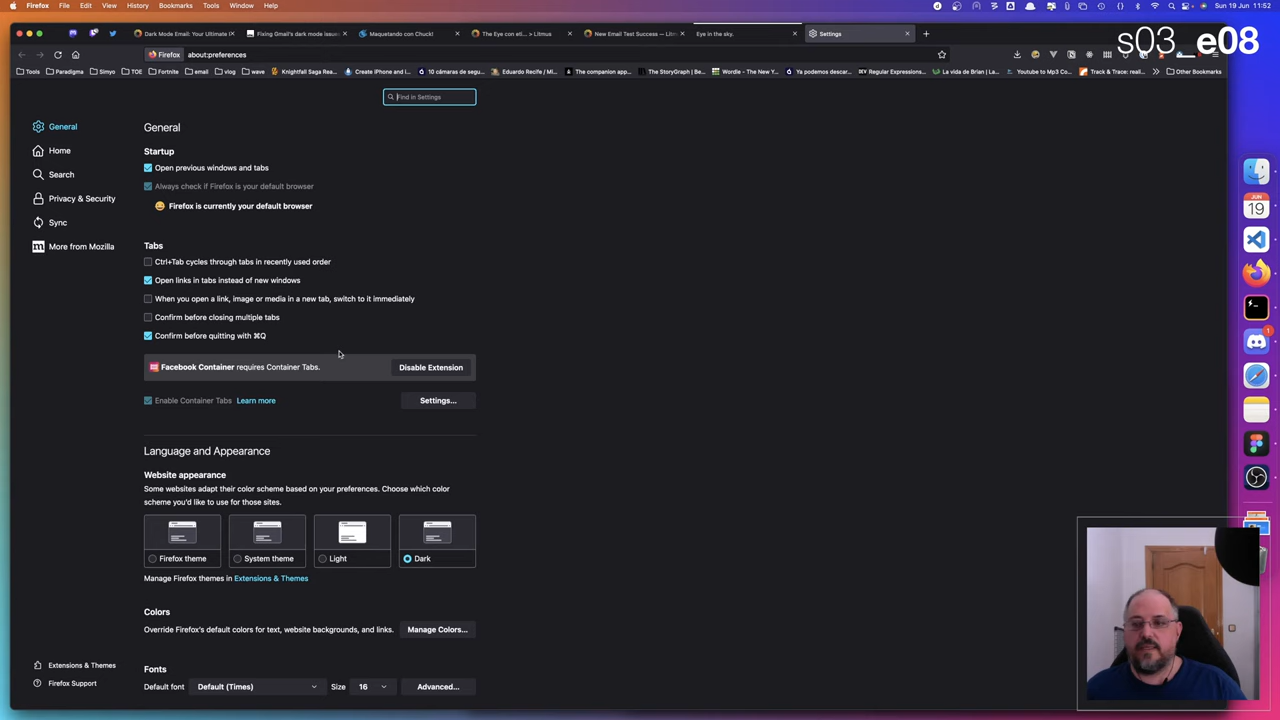 Firefox File Edit View History Bookmarks Tools Window Help
Sun 19 Jun 11:52
Dark Mode Email: Your Ultimate
Fixing Gmail's dark mode issues
Maquetando con Chuck!
The Eye con eti... > Litmus
New Email Test Success — Litm
Eye in the sky.
Settings
s03_e08
Firefox about:preferences
Tools Paradigma Simyo TOE Fortnite email vlog wave Knightfall Saga Rea... Create iPhone and I... 10 cámaras de segu... Eduardo Recife / Mi... The companion app... The StoryGraph | Be... Wordle - The New Y... Ya podemos descar... Regular Expressions... La vida de Brian | La... Youtube to Mp3 Co... Track & Trace: reali... Other Bookmarks
Find in Settings
General
Home
Search
Privacy & Security
Sync
More from Mozilla
General
Startup
Open previous windows and tabs
Always check if Firefox is your default browser
Firefox is currently your default browser
Tabs
Ctrl+Tab cycles through tabs in recently used order
Open links in tabs instead of new windows
When you open a link, image or media in a new tab, switch to it immediately
Confirm before closing multiple tabs
Confirm before quitting with ⌘Q
Facebook Container requires Container Tabs. Disable Extension
Enable Container Tabs Learn more Settings...
Language and Appearance
Website appearance
Some websites adapt their color scheme based on your preferences. Choose which color
scheme you'd like to use for those sites.
Firefox theme System theme Light Dark
Manage Firefox themes in Extensions & Themes
Colors
Override Firefox's default colors for text, website backgrounds, and links. Manage Colors...
Fonts
Default font Default (Times) Size 16 Advanced...
Extensions & Themes
Firefox Support
JUN
19
1